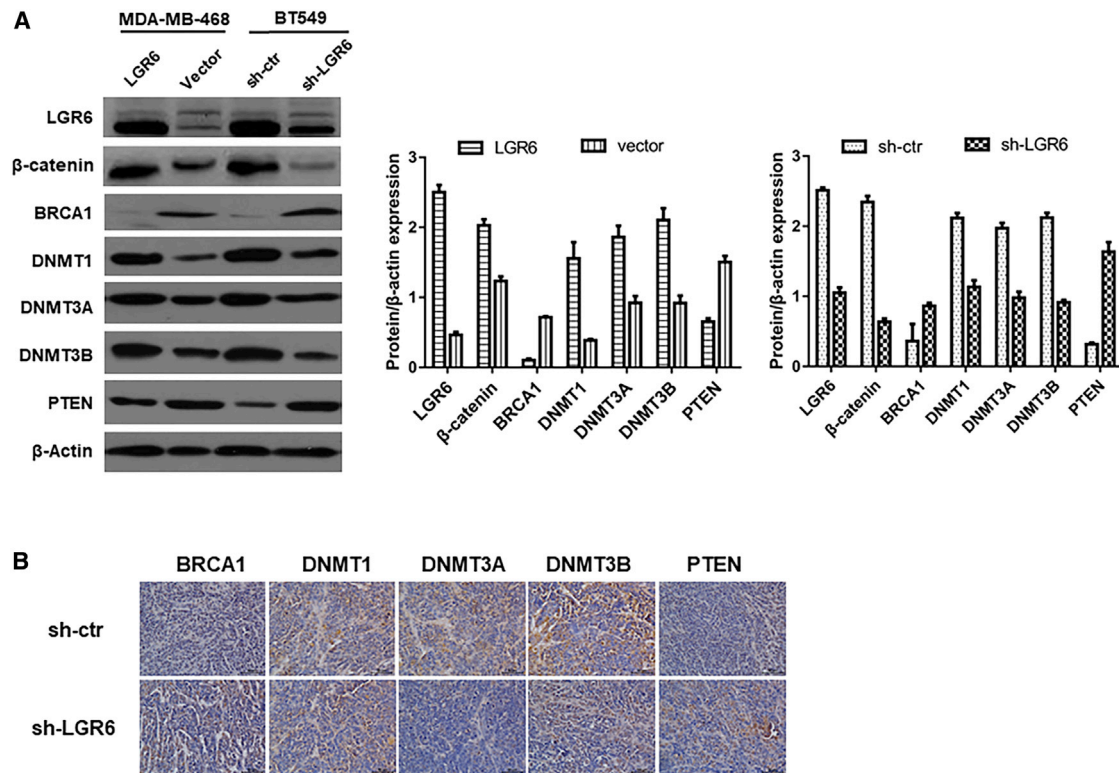 A
MDA-MB-468 BT549
LGR6 Vector sh-ctr sh-LGR6
LGR6
β-catenin
BRCA1
DNMT1
DNMT3A
DNMT3B
PTEN
β-Actin
LGR6 vector
Protein/β-actin expression
3
2
1
0
LGR6 β-catenin BRCA1 DNMT1 DNMT3A DNMT3B PTEN
sh-ctr sh-LGR6
Protein/β-actin expression
3
2
1
0
LGR6 β-catenin BRCA1 DNMT1 DNMT3A DNMT3B PTEN
B
BRCA1 DNMT1 DNMT3A DNMT3B PTEN
sh-ctr
sh-LGR6